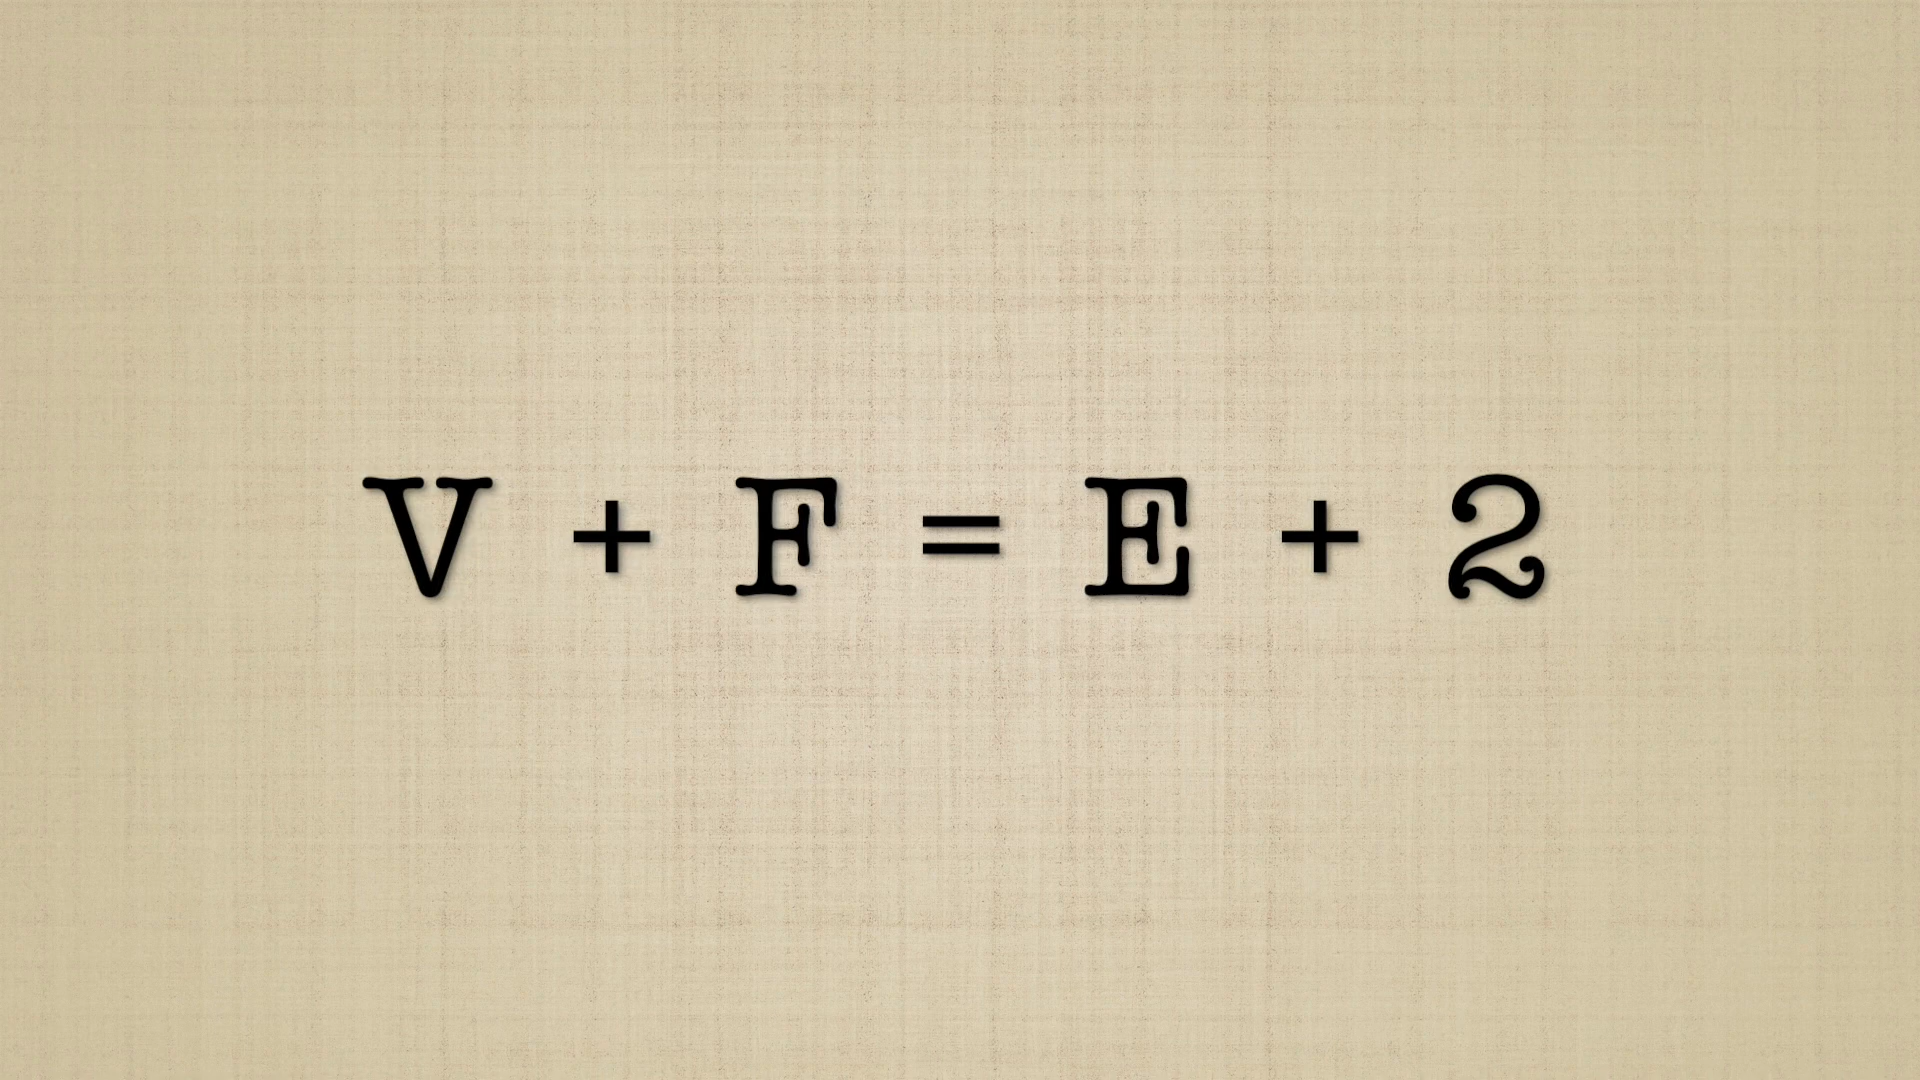 V + F = E + 2